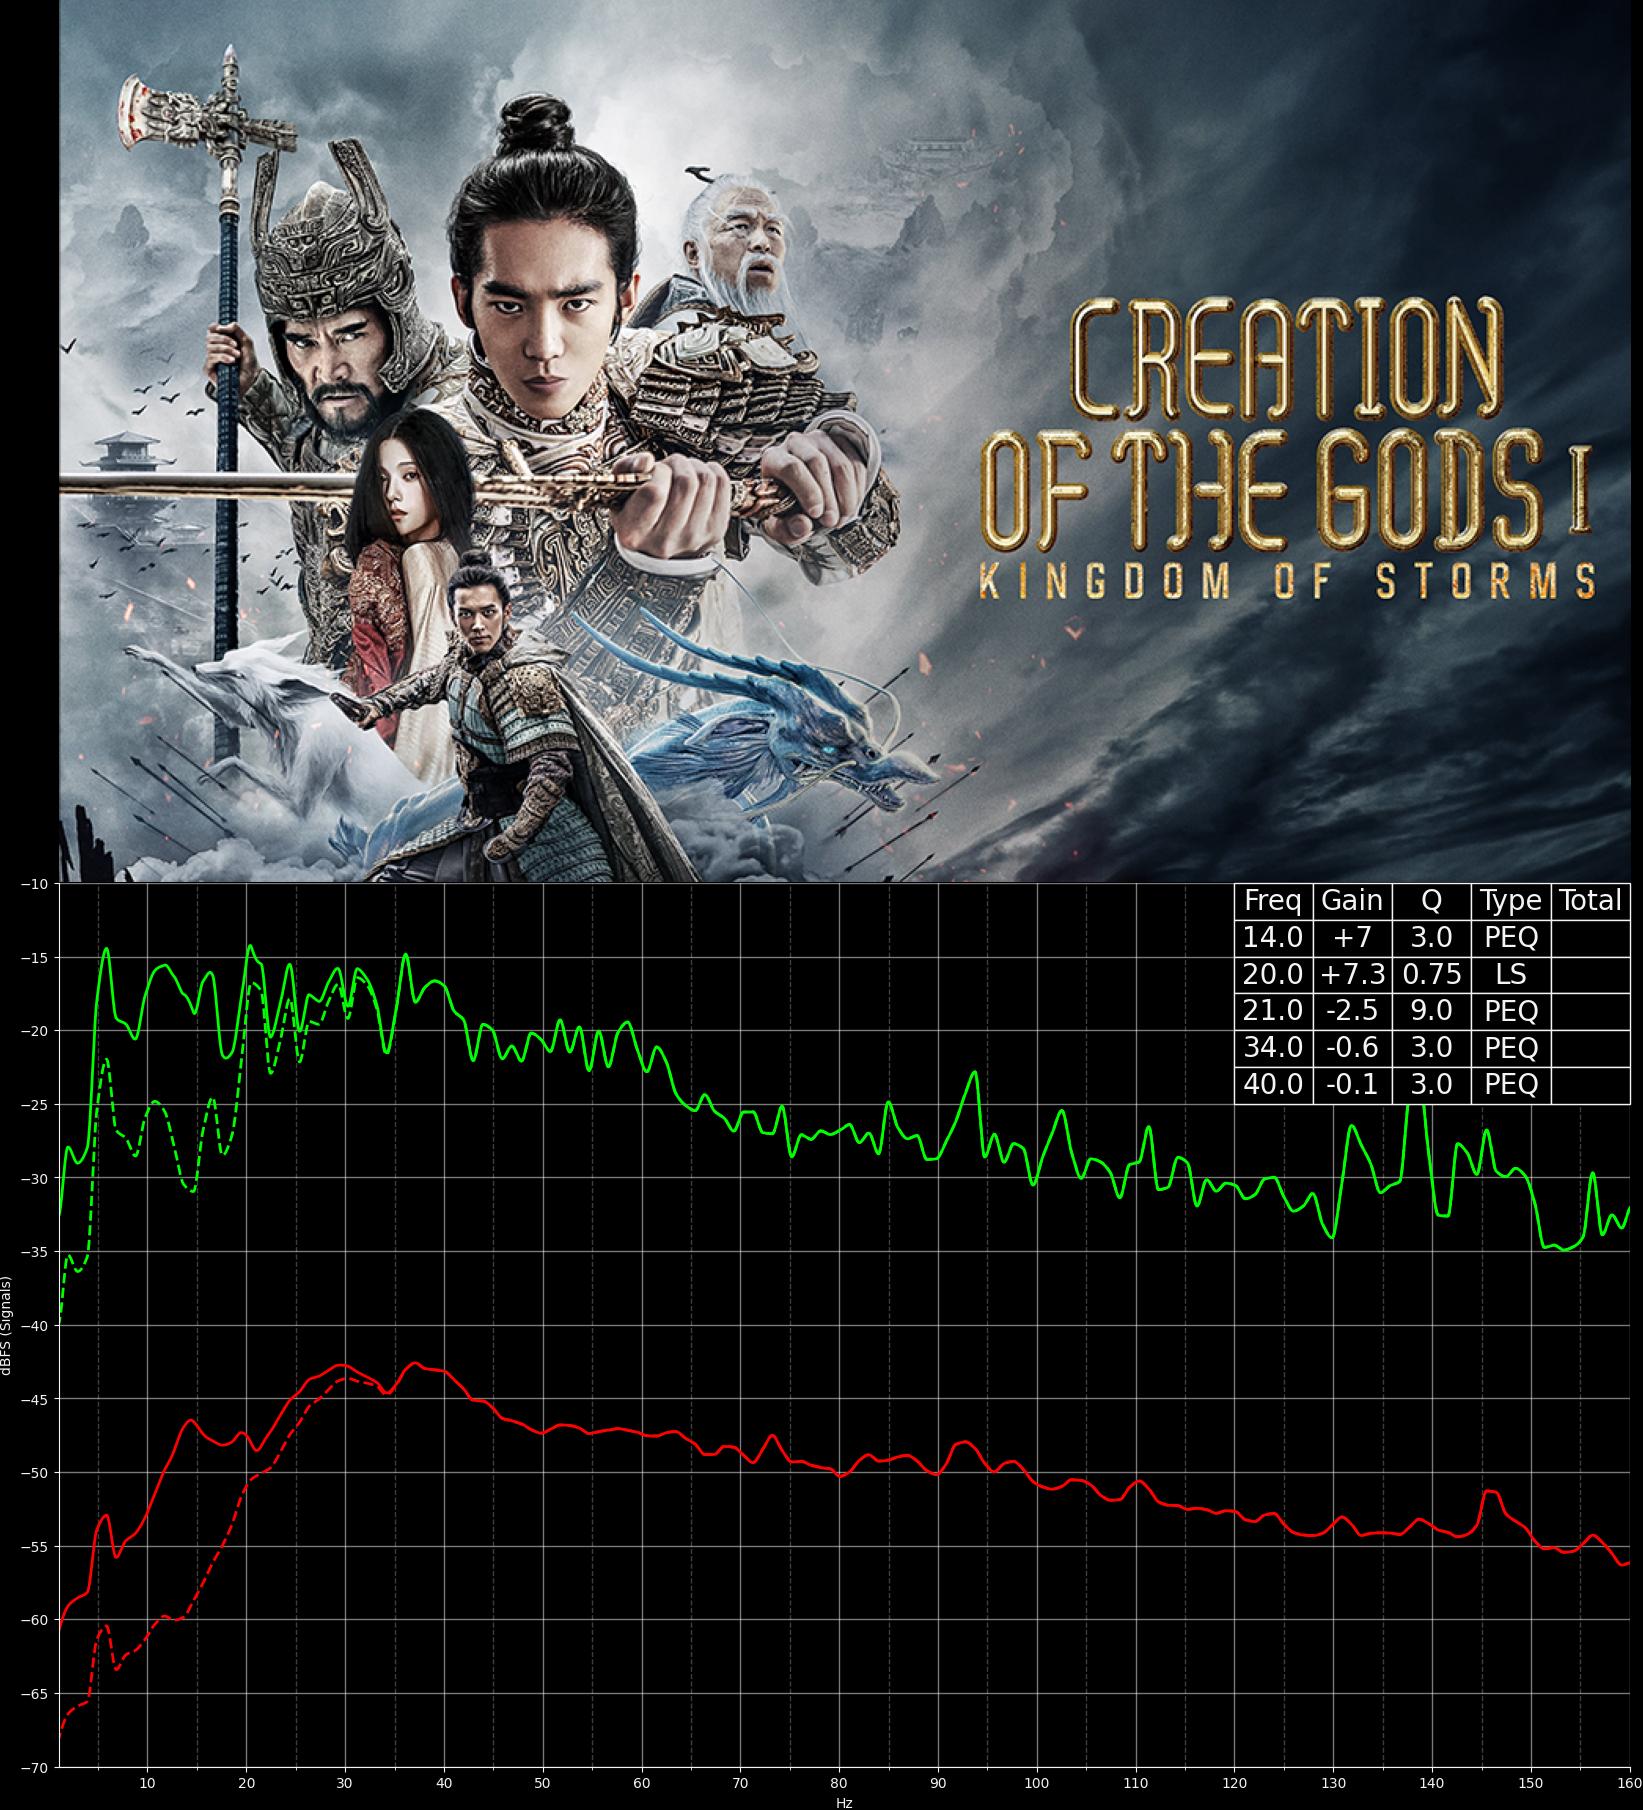 CREATION
OF THE GODS I
KINGDOM OF STORMS
Freq Gain Q Type Total
14.0 +7 3.0 PEQ
20.0 +7.3 0.75 LS
21.0 -2.5 9.0 PEQ
34.0 -0.6 3.0 PEQ
40.0 -0.1 3.0 PEQ
−10
−15
−20
−25
−30
−35
−40
−45
−50
−55
−60
−65
−70
dBFS (Signals)
10 20 30 40 50 60 70 80 90 100 110 120 130 140 150 160
Hz